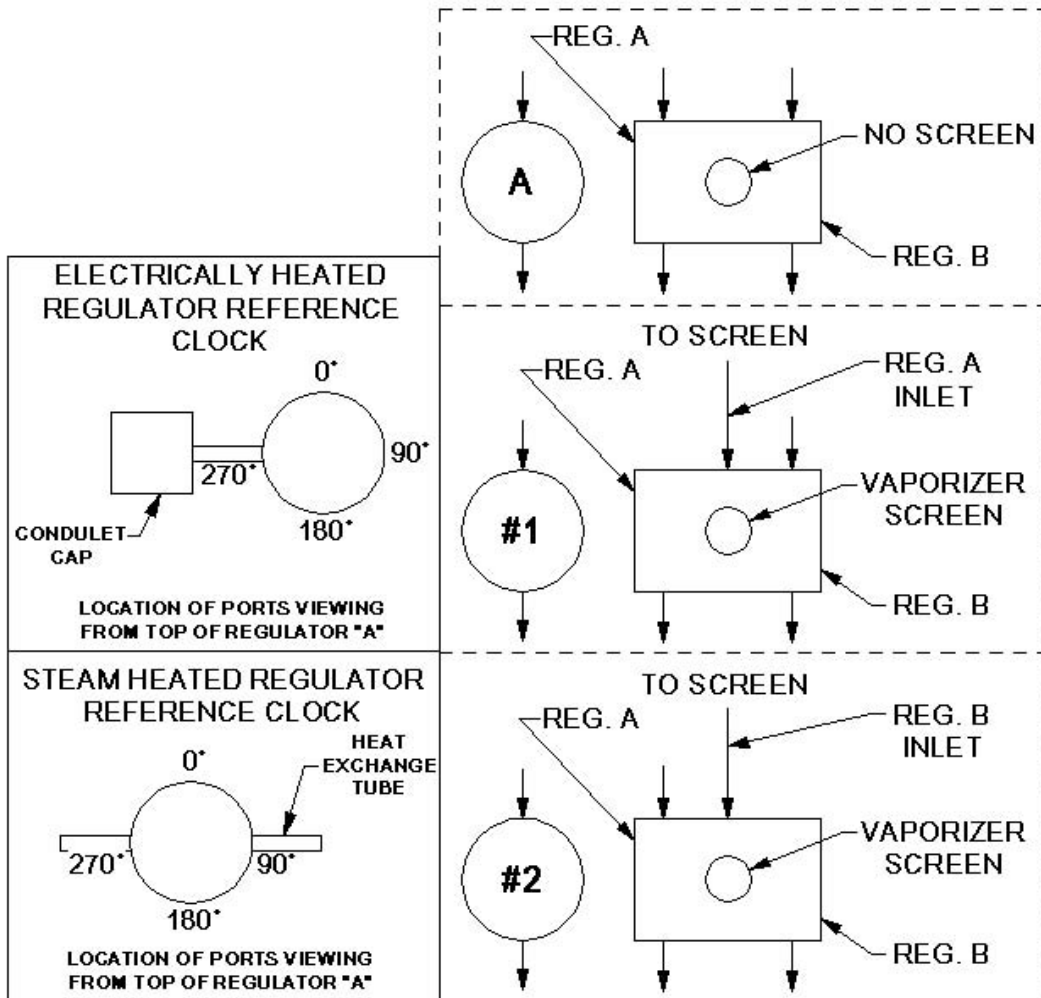 REG. A
A
NO SCREEN
REG. B
ELECTRICALLY HEATED
REGULATOR REFERENCE
CLOCK
0°
90°
270°
180°
CONDULET
CAP
LOCATION OF PORTS VIEWING
FROM TOP OF REGULATOR "A"
TO SCREEN
REG. A
REG. A
INLET
#1
VAPORIZER
SCREEN
REG. B
STEAM HEATED REGULATOR
REFERENCE CLOCK
0°
HEAT
EXCHANGE
TUBE
270°
90°
180°
LOCATION OF PORTS VIEWING
FROM TOP OF REGULATOR "A"
TO SCREEN
REG. A
REG. B
INLET
#2
VAPORIZER
SCREEN
REG. B